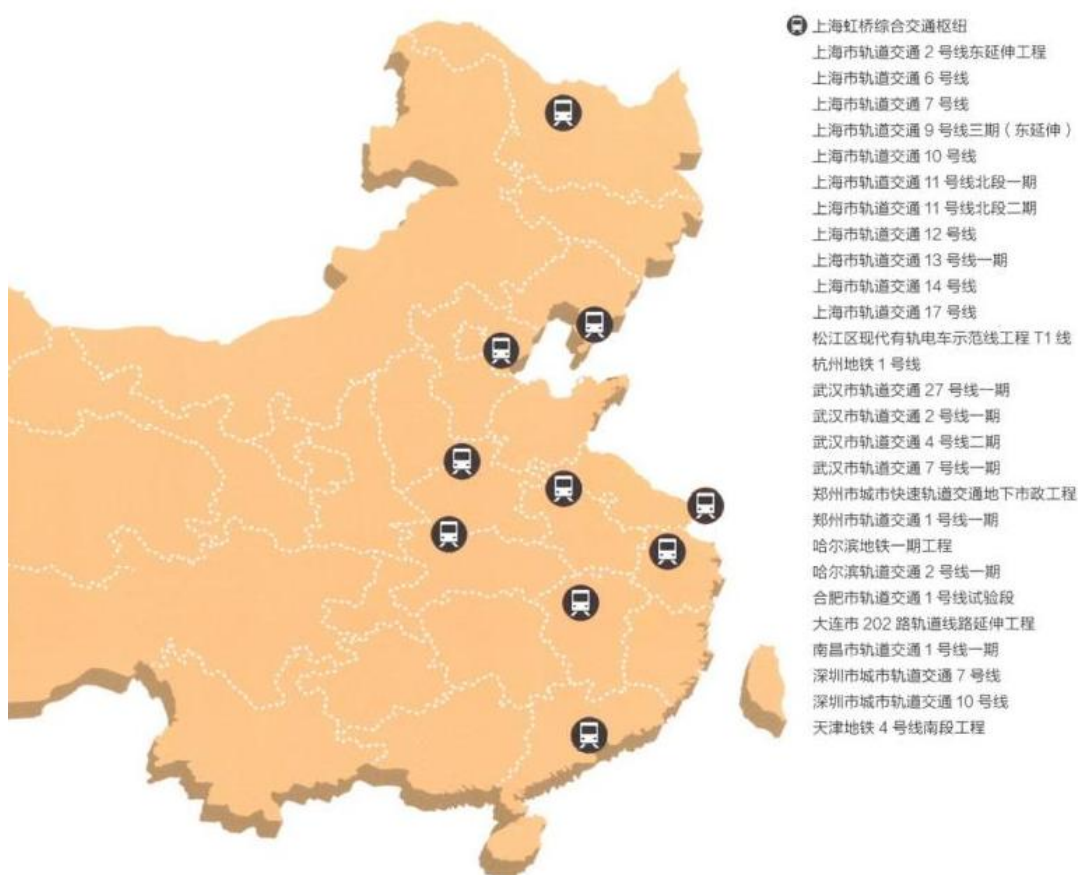 上海虹桥综合交通枢纽
上海市轨道交通 2 号线东延伸工程
上海市轨道交通 6 号线
上海市轨道交通 7 号线
上海市轨道交通 9 号线三期（东延伸）
上海市轨道交通 10 号线
上海市轨道交通 11 号线北段一期
上海市轨道交通 11 号线北段二期
上海市轨道交通 12 号线
上海市轨道交通 13 号线一期
上海市轨道交通 14 号线
上海市轨道交通 17 号线
松江区现代有轨电车示范线工程 T1 线
杭州地铁 1 号线
武汉市轨道交通 27 号线一期
武汉市轨道交通 2 号线一期
武汉市轨道交通 4 号线二期
武汉市轨道交通 7 号线一期
郑州市城市快速轨道交通地下市政工程
郑州市轨道交通 1 号线一期
哈尔滨地铁一期工程
哈尔滨轨道交通 2 号线一期
合肥市轨道交通 1 号线试验段
大连市 202 路轨道线路延伸工程
南昌市轨道交通 1 号线一期
深圳市城市轨道交通 7 号线
深圳市城市轨道交通 10 号线
天津地铁 4 号线南段工程